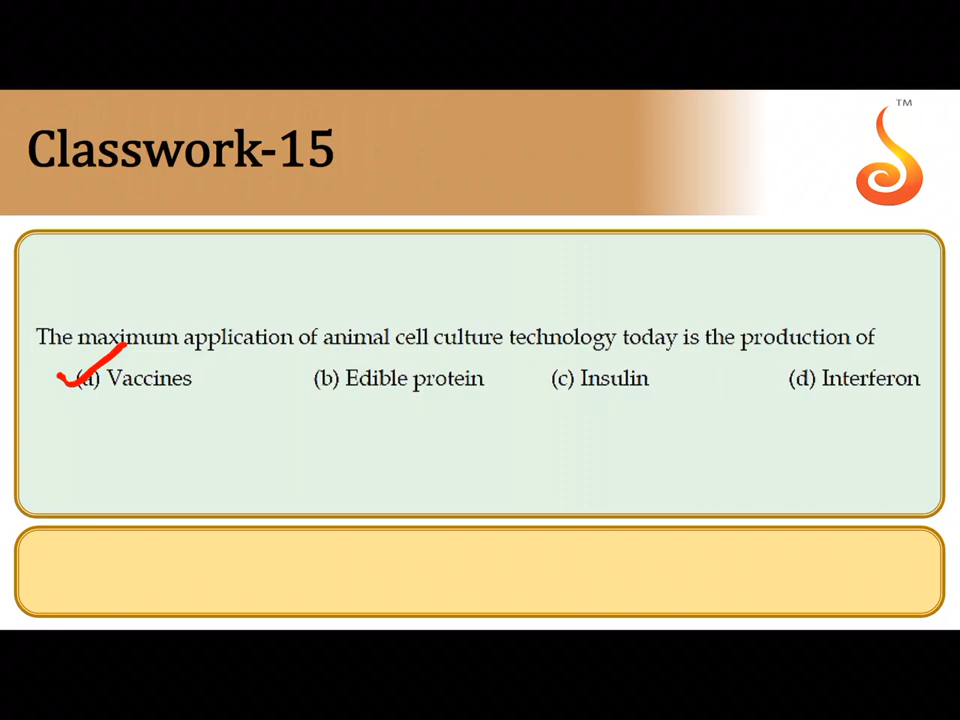 Classwork-15
TM
The maximum application of animal cell culture technology today is the production of
(a) Vaccines (b) Edible protein (c) Insulin (d) Interferon